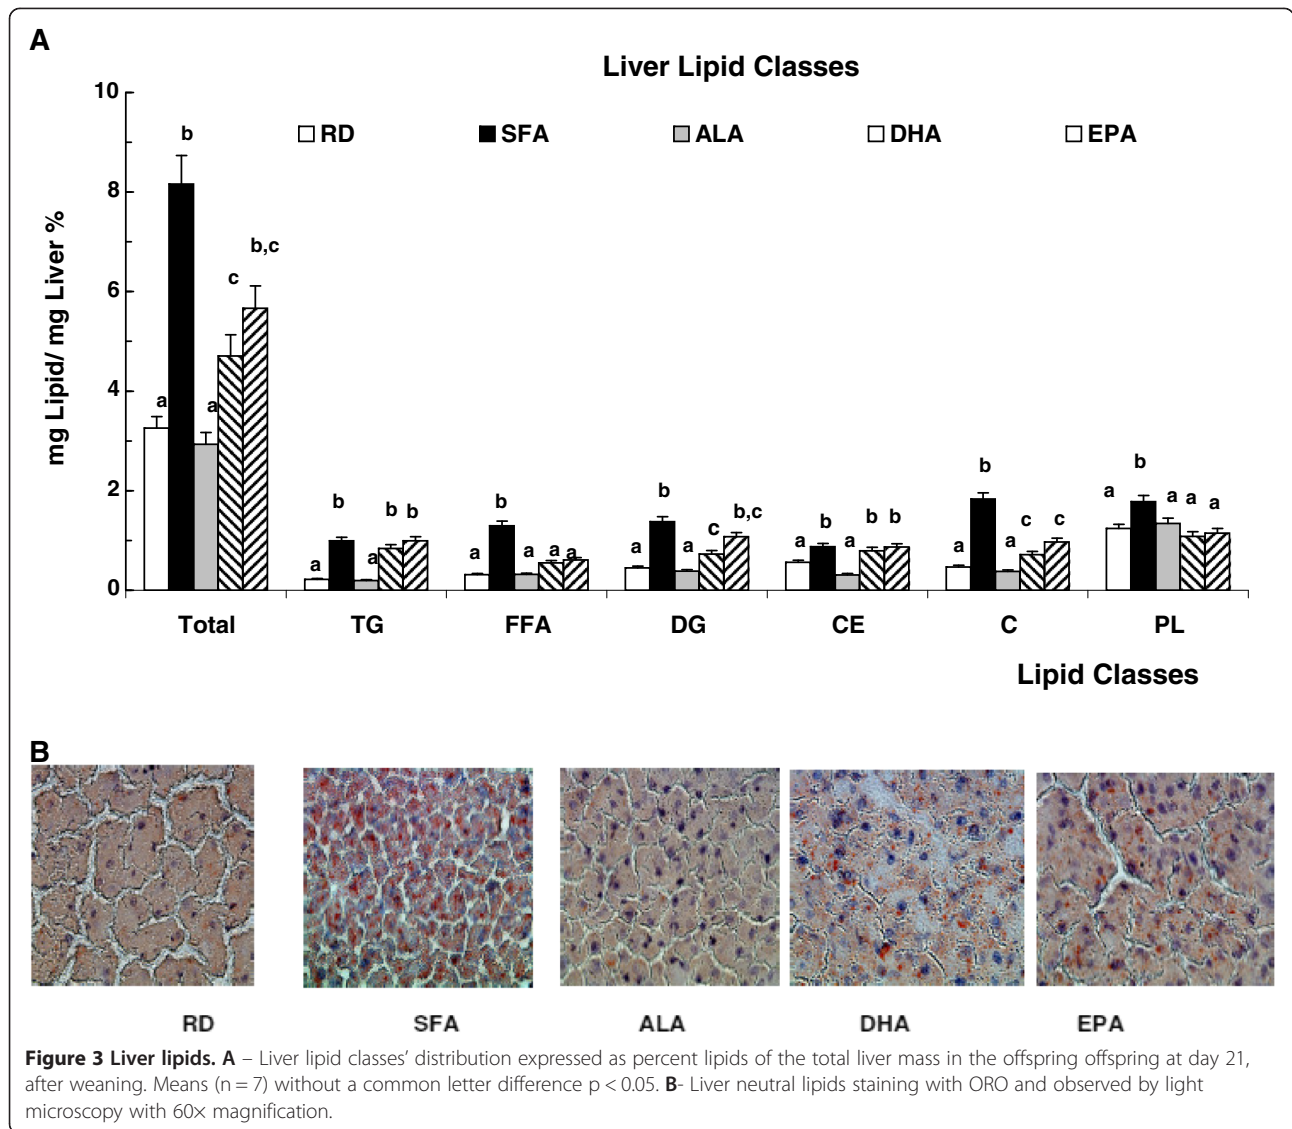 A
Liver Lipid Classes
RD SFA ALA DHA EPA
mg Lipid/ mg Liver %
10
8
6
4
2
0
a b a c b,c
a b a b b
a b a a a
a b a c b,c
a b a b b
a b a c c
a b a a a
Total TG FFA DG CE C PL
Lipid Classes
B
RD SFA ALA DHA EPA
Figure 3 Liver lipids. A – Liver lipid classes’ distribution expressed as percent lipids of the total liver mass in the offspring offspring at day 21,
after weaning. Means (n = 7) without a common letter difference p < 0.05. B- Liver neutral lipids staining with ORO and observed by light
microscopy with 60× magnification.